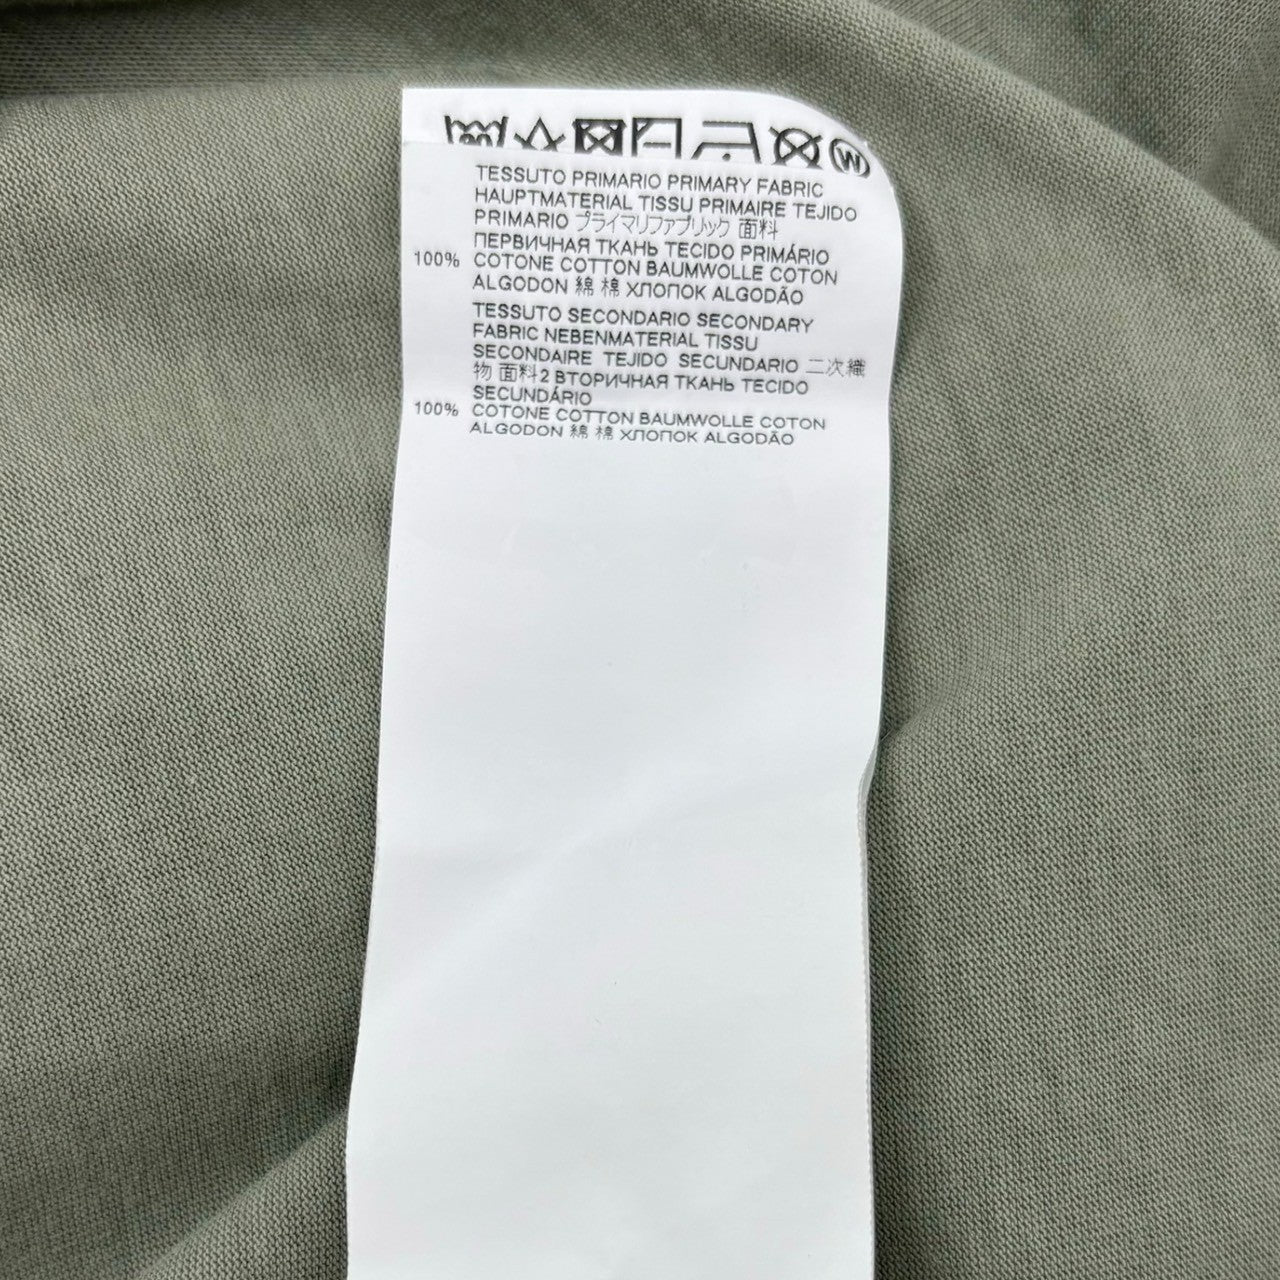 W
TESSUTO PRIMARIO PRIMARY FABRIC
HAUPTMATERIAL TISSU PRIMAIRE TEJIDO
PRIMARIO プライマリファブリック 面料
ПЕРВИЧНАЯ ТКАНЬ TECIDO PRIMÁRIO
100% COTONE COTTON BAUMWOLLE COTON
ALGODON 綿 棉 ХЛОПОК ALGODÃO
TESSUTO SECONDARIO SECONDARY
FABRIC NEBENMATERIAL TISSU
SECONDAIRE TEJIDO SECUNDARIO 二次織
物 面料2 ВТОРИЧНАЯ ТКАНЬ TECIDO
SECUNDÁRIO
100% COTONE COTTON BAUMWOLLE COTON
ALGODON 綿 棉 ХЛОПОК ALGODÃO